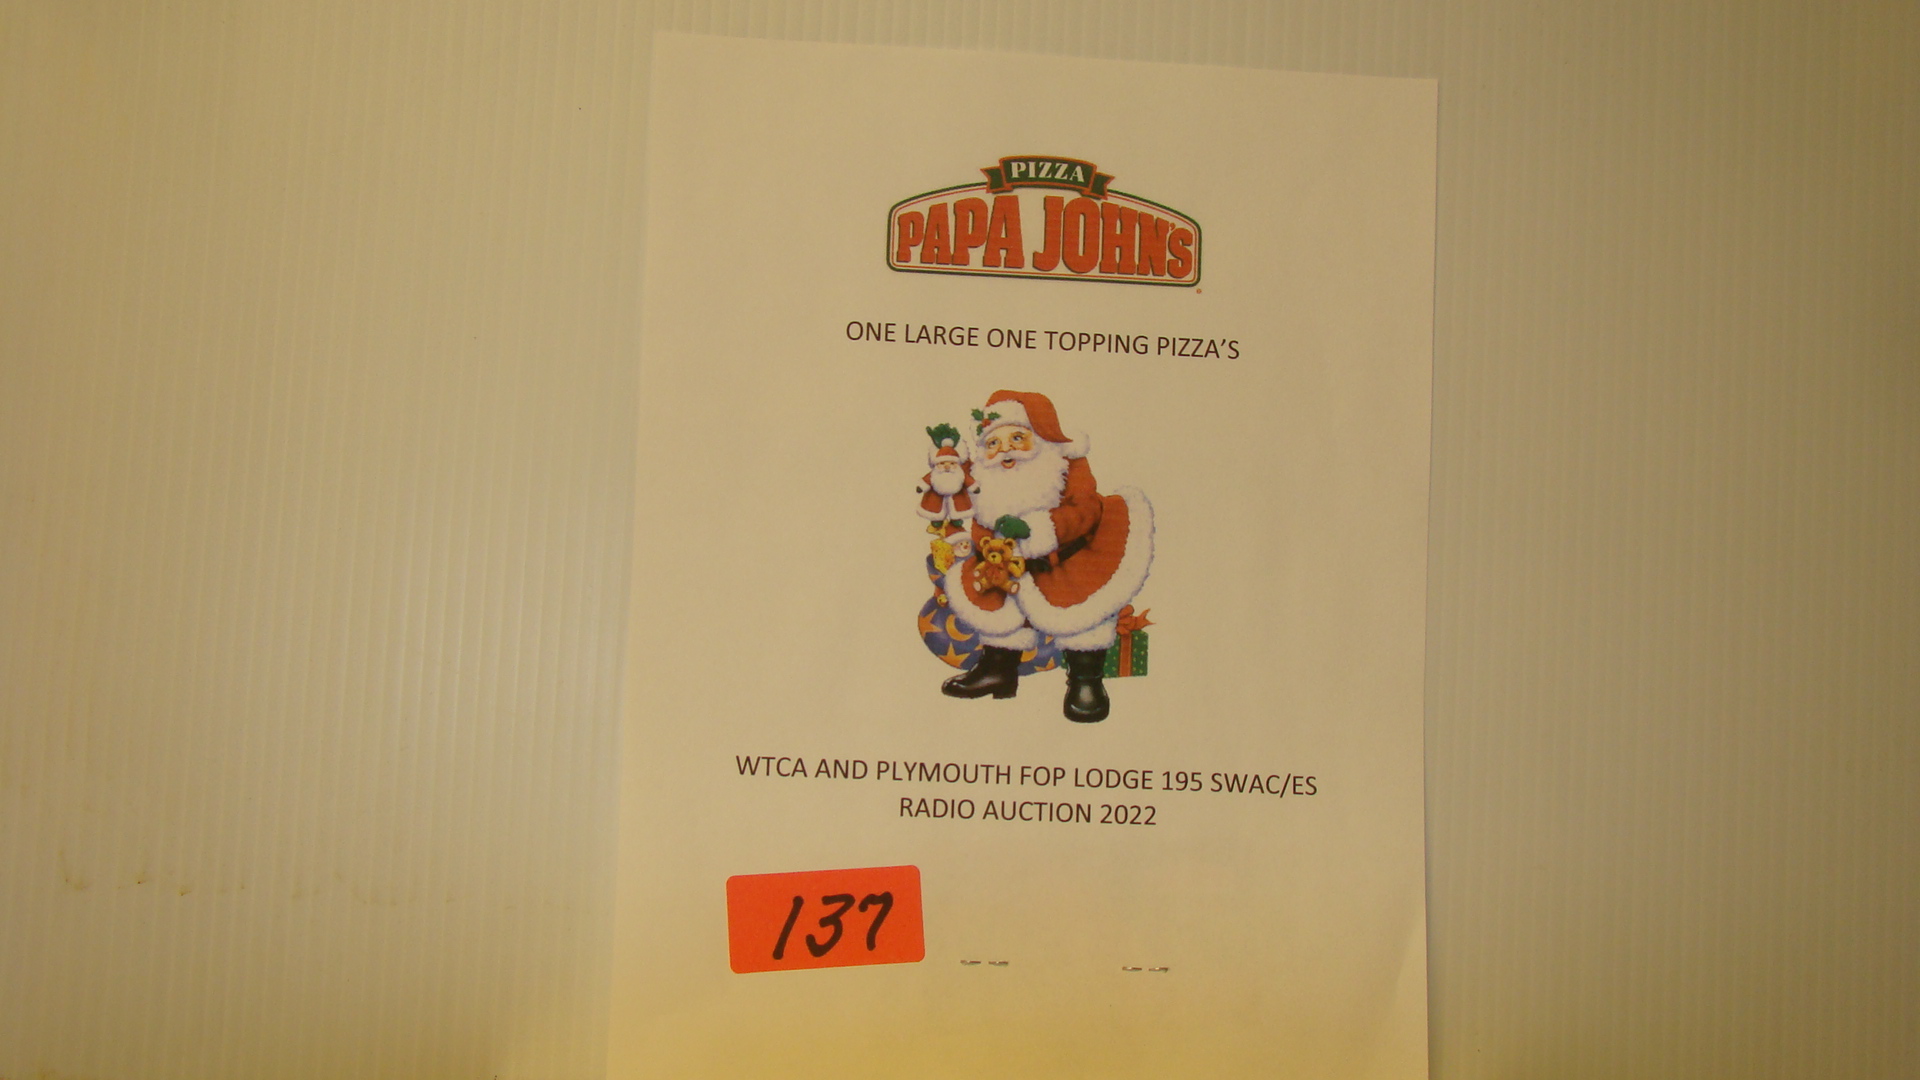 PIZZA
PAPA JOHN'S
ONE LARGE ONE TOPPING PIZZA'S
WTCA AND PLYMOUTH FOP LODGE 195 SWAC/ES
RADIO AUCTION 2022
137